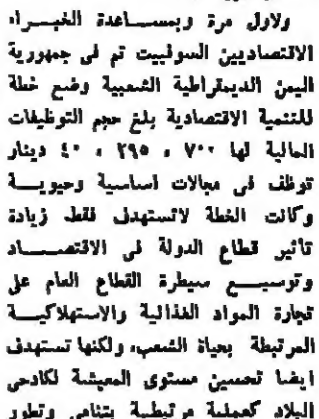 ولاول مرة وبمساعدة الخبراء
الاقتصاديين السوفييت تم فى جمهورية
اليمن الديمقراطية الشعبية وضع خطة
للتنمية الاقتصادية بلغ حجم التوظيفات
المالية لها ٧٠٠ ، ٢٩٥ ، ٤٠ دينار
توظف فى مجالات اساسية وحيوية
وكانت الخطة لاتستهدف فقط زيادة
تأثير قطاع الدولة فى الاقتصاد
وترسيخ سيطرة القطاع العام على
تجارة المواد الغذائية والاستهلاكية
المرتبطة بحياة الشعب، ولكنها تستهدف
ايضا تحسين مستوى المعيشة لكادحى
البلاد كعملية مرتبطة بتنامى وتطور